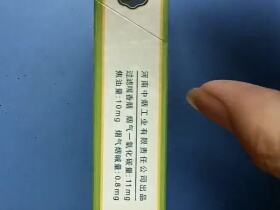 河南中烟工业有限责任公司出品
过滤嘴香烟 烟气一氧化碳量:11mg
焦油量:10mg 烟气烟碱量:0.8mg